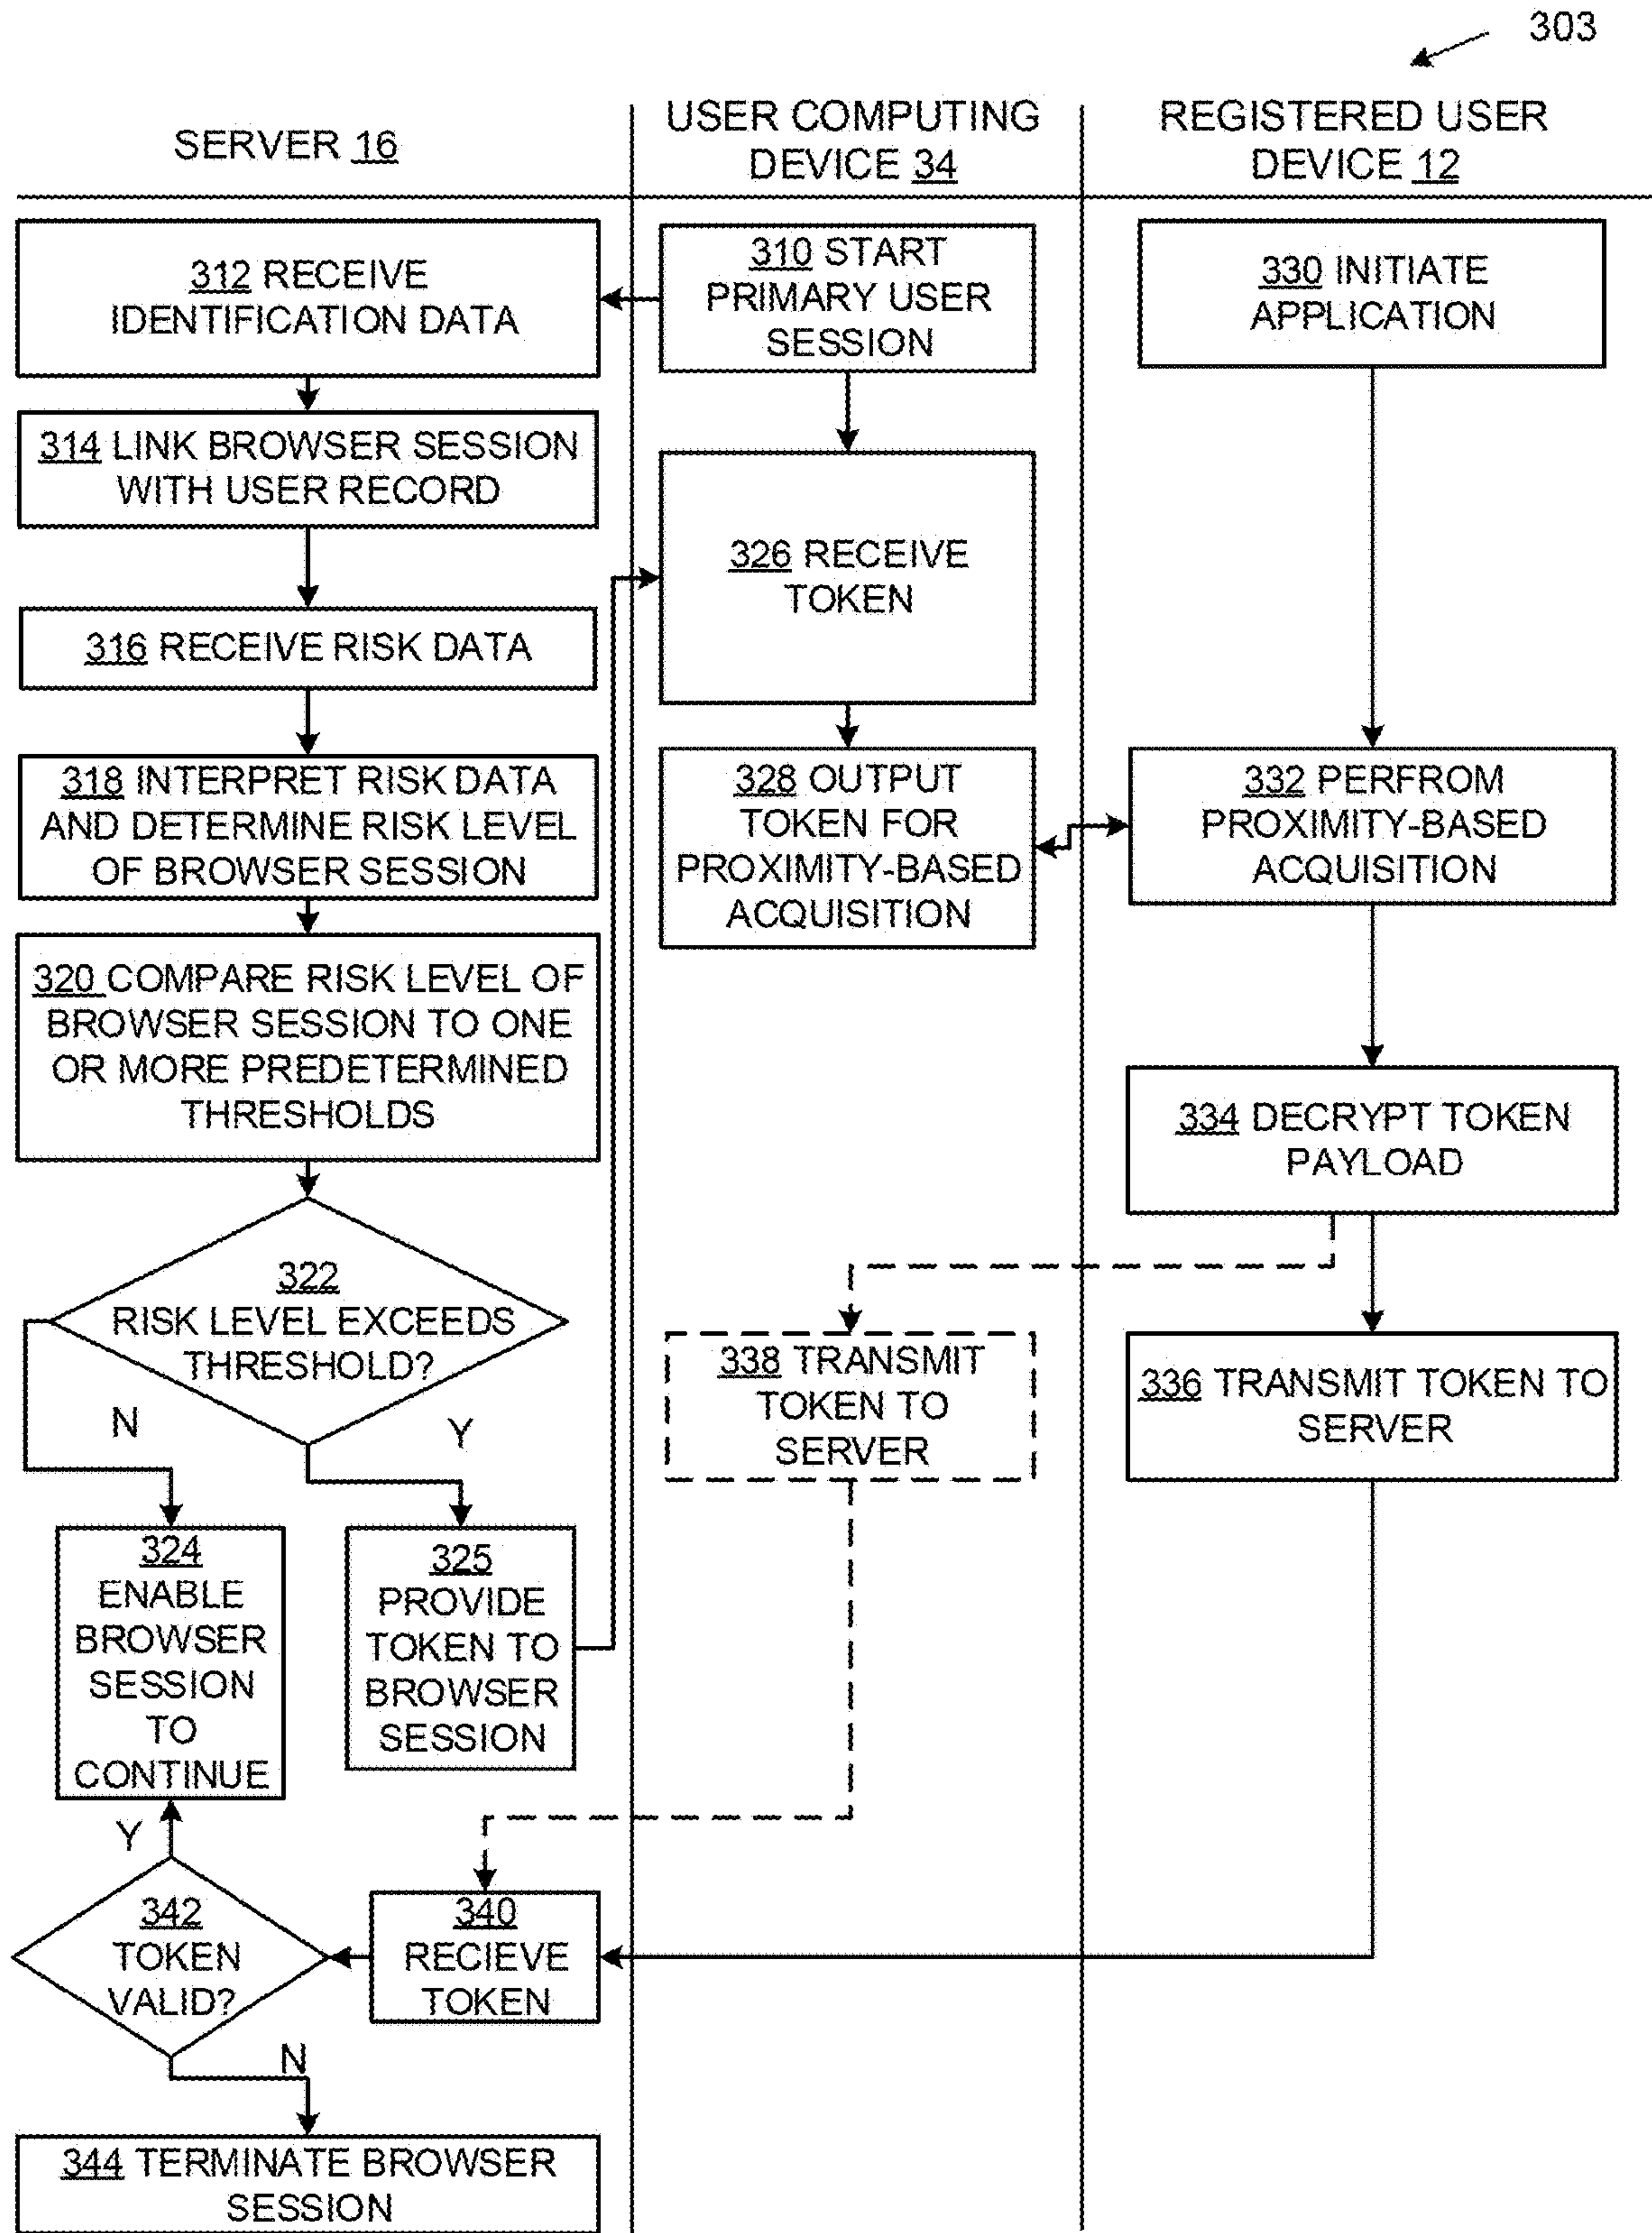 303
SERVER 16
USER COMPUTING
DEVICE 34
REGISTERED USER
DEVICE 12
312 RECEIVE
IDENTIFICATION DATA
314 LINK BROWSER SESSION
WITH USER RECORD
316 RECEIVE RISK DATA
318 INTERPRET RISK DATA
AND DETERMINE RISK LEVEL
OF BROWSER SESSION
320 COMPARE RISK LEVEL OF
BROWSER SESSION TO ONE
OR MORE PREDETERMINED
THRESHOLDS
322
RISK LEVEL EXCEEDS
THRESHOLD?
N
Y
324
ENABLE
BROWSER
SESSION
TO
CONTINUE
325
PROVIDE
TOKEN TO
BROWSER
SESSION
Y
342
TOKEN
VALID?
340
RECIEVE
TOKEN
N
344 TERMINATE BROWSER
SESSION
310 START
PRIMARY USER
SESSION
326 RECEIVE
TOKEN
328 OUTPUT
TOKEN FOR
PROXIMITY-BASED
ACQUISITION
338 TRANSMIT
TOKEN TO
SERVER
330 INITIATE
APPLICATION
332 PERFROM
PROXIMITY-BASED
ACQUISITION
334 DECRYPT TOKEN
PAYLOAD
336 TRANSMIT TOKEN TO
SERVER